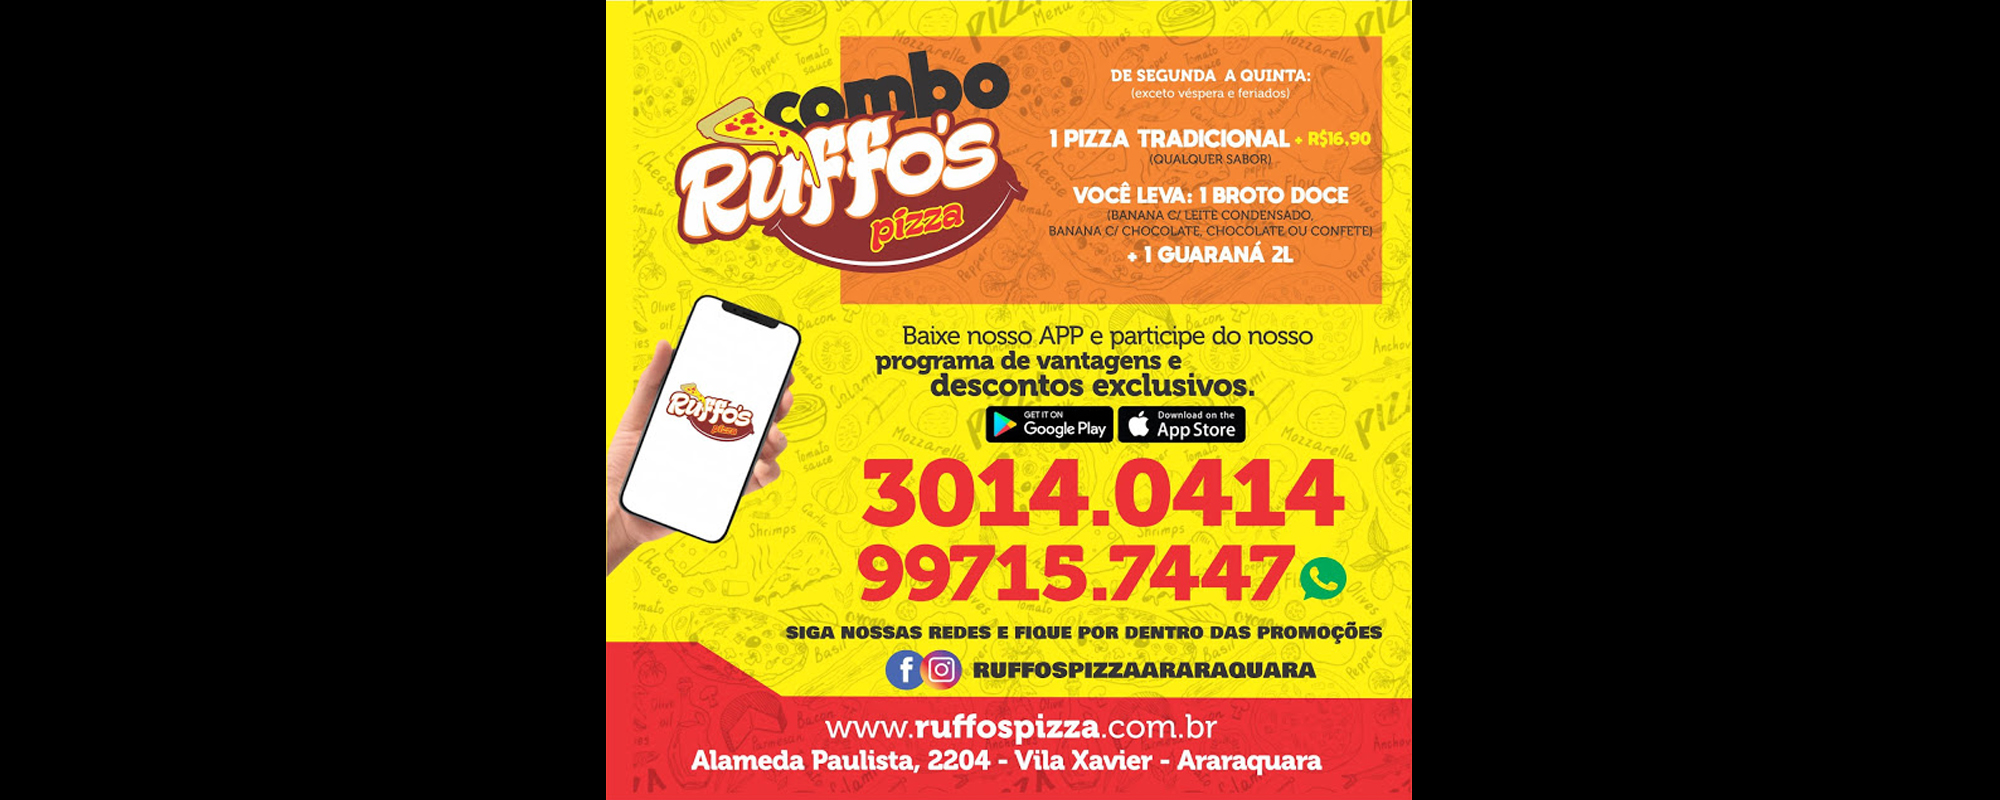 combo
Ruffo's
pizza
DE SEGUNDA A QUINTA:
(exceto véspera e feriados)
1 PIZZA TRADICIONAL + R$16,90
(QUALQUER SABOR)
VOCÊ LEVA: 1 BROTO DOCE
(BANANA C/ LEITE CONDENSADO,
BANANA C/ CHOCOLATE, CHOCOLATE OU CONFETE)
+ 1 GUARANÁ 2L
Baixe nosso APP e participe do nosso
programa de vantagens e
descontos exclusivos.
GET IT ON
Google Play
Download on the
App Store
Ruffo's
pizza
3014.0414
99715.7447
SIGA NOSSAS REDES E FIQUE POR DENTRO DAS PROMOÇÕES
RUFFOSPIZZAARARAQUARA
www.ruffospizza.com.br
Alameda Paulista, 2204 - Vila Xavier - Araraquara